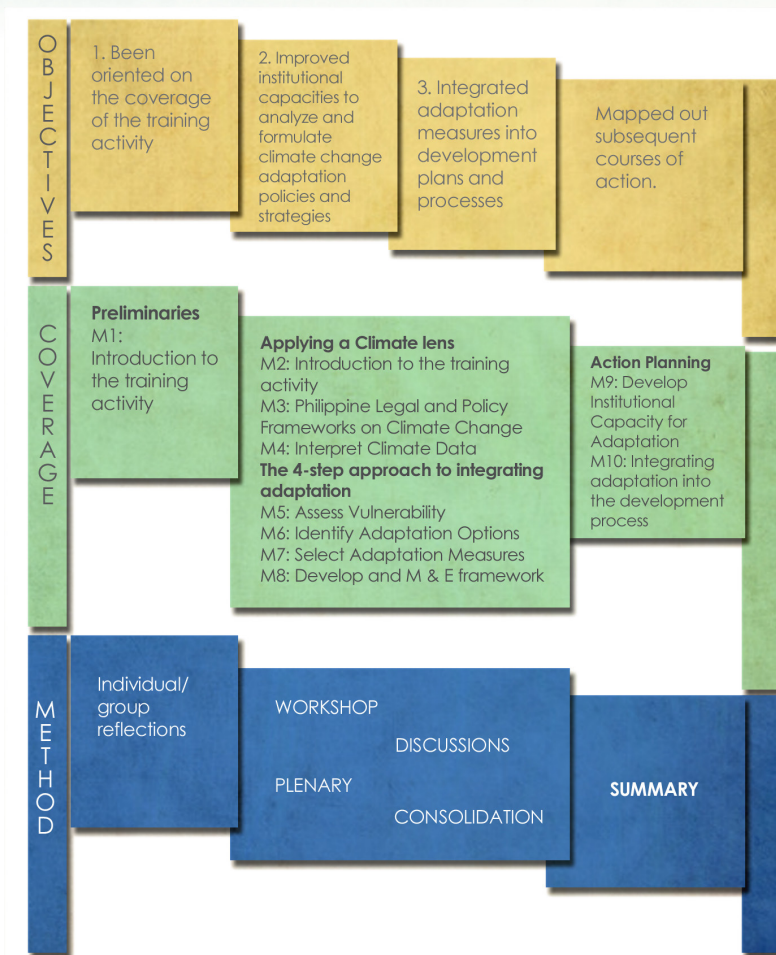 OBJECTIVES
1. Been
oriented on
the coverage
of the training
activity
2. Improved
institutional
capacities to
analyze and
formulate
climate change
adaptation
policies and
strategies
3. Integrated
adaptation
measures into
development
plans and
processes
Mapped out
subsequent
courses of
action.
COVERAGE
Preliminaries
M1:
Introduction to
the training
activity
Applying a Climate lens
M2: Introduction to the training
activity
M3: Philippine Legal and Policy
Frameworks on Climate Change
M4: Interpret Climate Data
The 4-step approach to integrating
adaptation
M5: Assess Vulnerability
M6: Identify Adaptation Options
M7: Select Adaptation Measures
M8: Develop and M & E framework
Action Planning
M9: Develop
Institutional
Capacity for
Adaptation
M10: Integrating
adaptation into
the development
process
METHOD
Individual/
group
reflections
WORKSHOP
DISCUSSIONS
PLENARY
CONSOLIDATION
SUMMARY